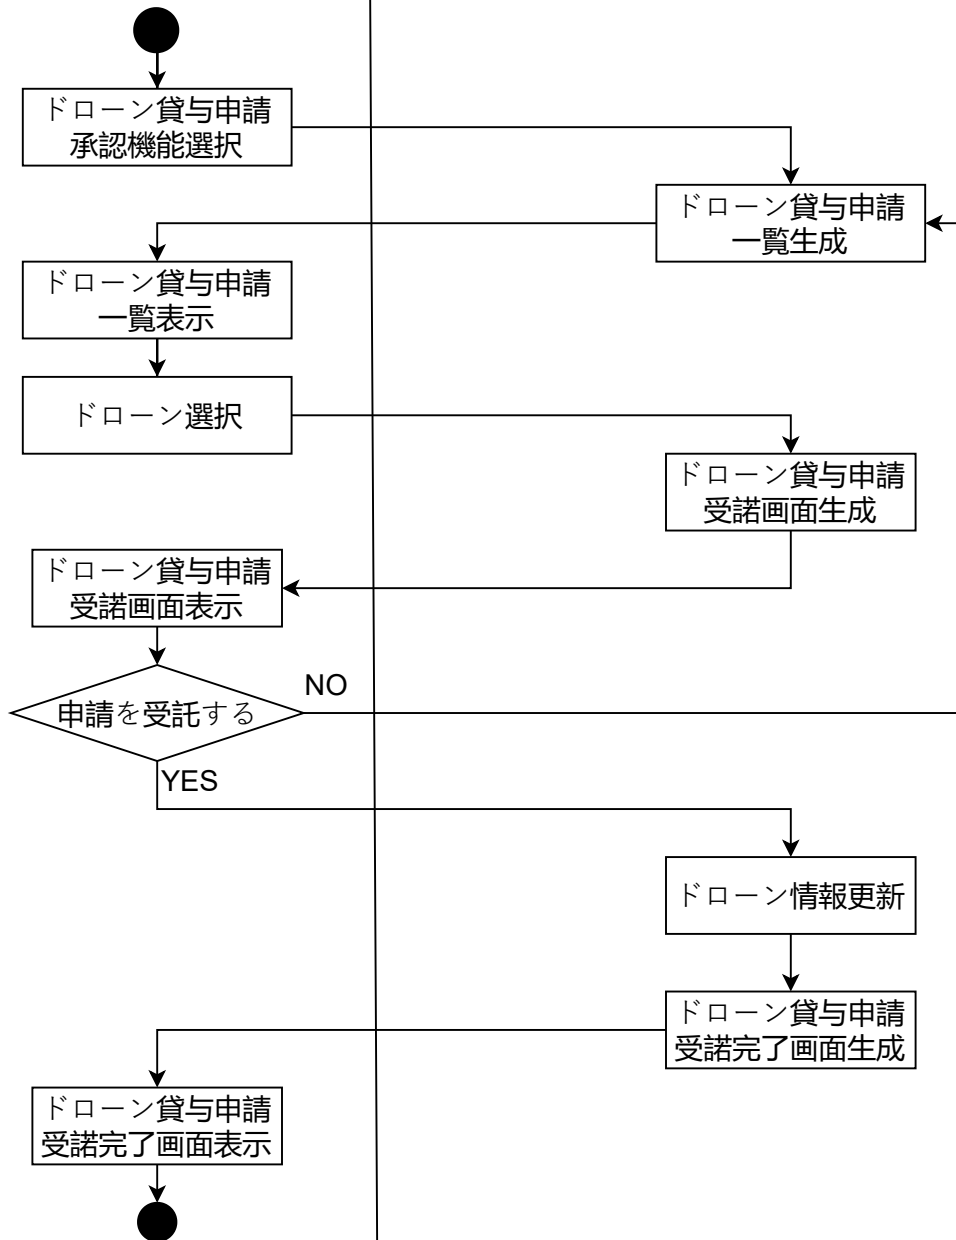 ドローン貸与申請
承認機能選択
ドローン貸与申請
一覧生成
ドローン貸与申請
一覧表示
ドローン選択
ドローン貸与申請
受諾画面生成
ドローン貸与申請
受諾画面表示
NO
申請を受託する
YES
ドローン情報更新
ドローン貸与申請
受諾完了画面生成
ドローン貸与申請
受諾完了画面表示